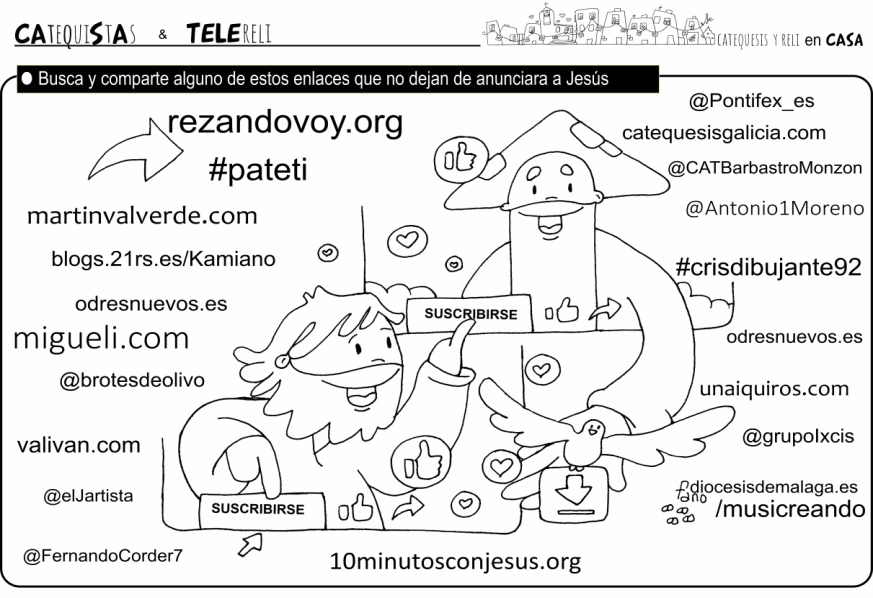 CATEQUISTAS & TELERELI
CATEQUESIS Y RELI en CASA
Busca y comparte alguno de estos enlaces que no dejan de anunciara a Jesús
rezandovoy.org
#pateti
martinvalverde.com
blogs.21rs.es/Kamiano
odresnuevos.es
migueli.com
@brotesdeolivo
valivan.com
@elJartista
@FernandoCorder7
SUSCRIBIRSE
SUSCRIBIRSE
10minutosconjesus.org
@Pontifex_es
catequesisgalicia.com
@CATBarbastroMonzon
@Antonio1Moreno
#crisdibujante92
odresnuevos.es
unaiquiros.com
@grupoIxcis
diocesisdemalaga.es
/musicreando
fano